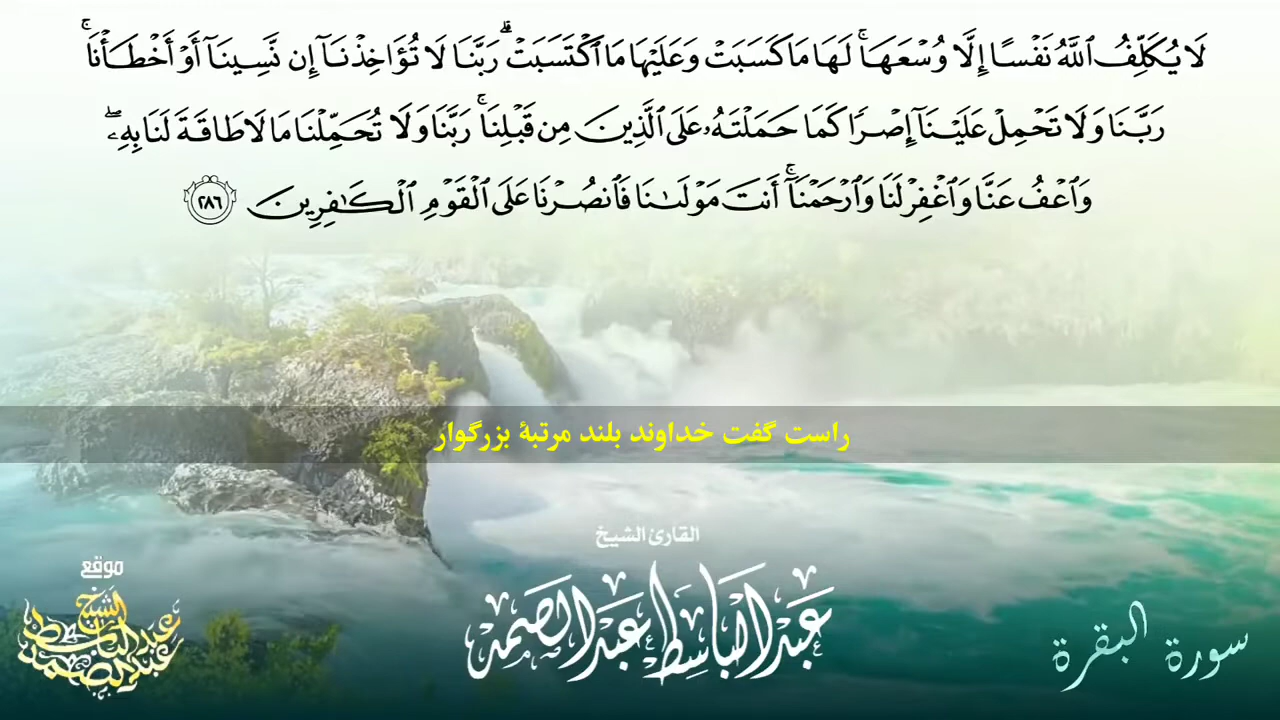 لَا يُكَلِّفُ ٱللَّهُ نَفْسًا إِلَّا وُسْعَهَاۚ لَهَا مَا كَسَبَتْ وَعَلَيْهَا مَا ٱكْتَسَبَتْۗ رَبَّنَا لَا تُؤَاخِذْنَآ إِن نَّسِينَآ أَوْ أَخْطَأْنَاۚ
رَبَّنَا وَلَا تَحْمِلْ عَلَيْنَآ إِصْرًا كَمَا حَمَلْتَهُۥ عَلَى ٱلَّذِينَ مِن قَبْلِنَاۚ رَبَّنَا وَلَا تُحَمِّلْنَا مَا لَا طَاقَةَ لَنَا بِهِۦۖ
وَٱعْفُ عَنَّا وَٱغْفِرْ لَنَا وَٱرْحَمْنَآۚ أَنتَ مَوْلَىٰنَا فَٱنصُرْنَا عَلَى ٱلْقَوْمِ ٱلْكَٰفِرِينَ ٢٨٦
راست گفت خداوند بلند مرتبهٔ بزرگوار
القارئ الشيخ
عبد الباسط عبد الصمد
موقع
الشيخ
عبد الباسط
عبد الصمد
سورة البقرة